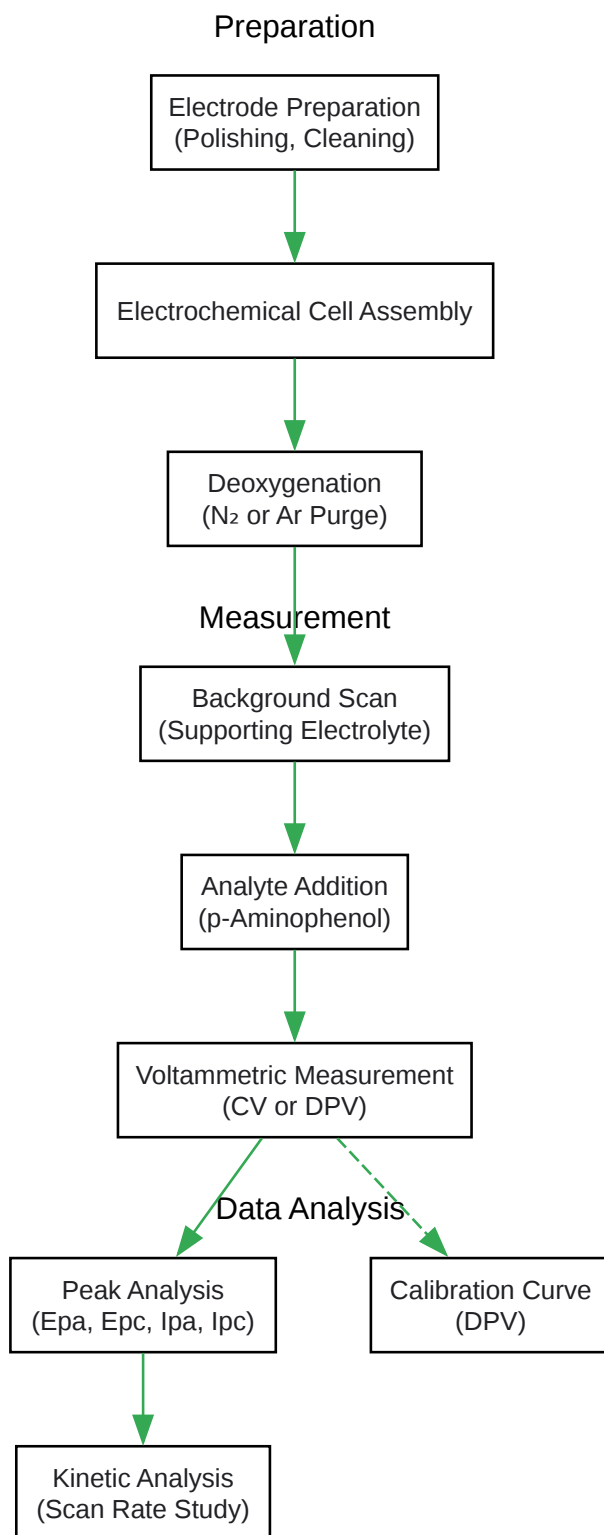 Preparation
Electrode Preparation
(Polishing, Cleaning)
Electrochemical Cell Assembly
Deoxygenation
(N₂ or Ar Purge)
Measurement
Background Scan
(Supporting Electrolyte)
Analyte Addition
(p-Aminophenol)
Voltammetric Measurement
(CV or DPV)
Data Analysis
Peak Analysis
(Epa, Epc, Ipa, Ipc)
Calibration Curve
(DPV)
Kinetic Analysis
(Scan Rate Study)